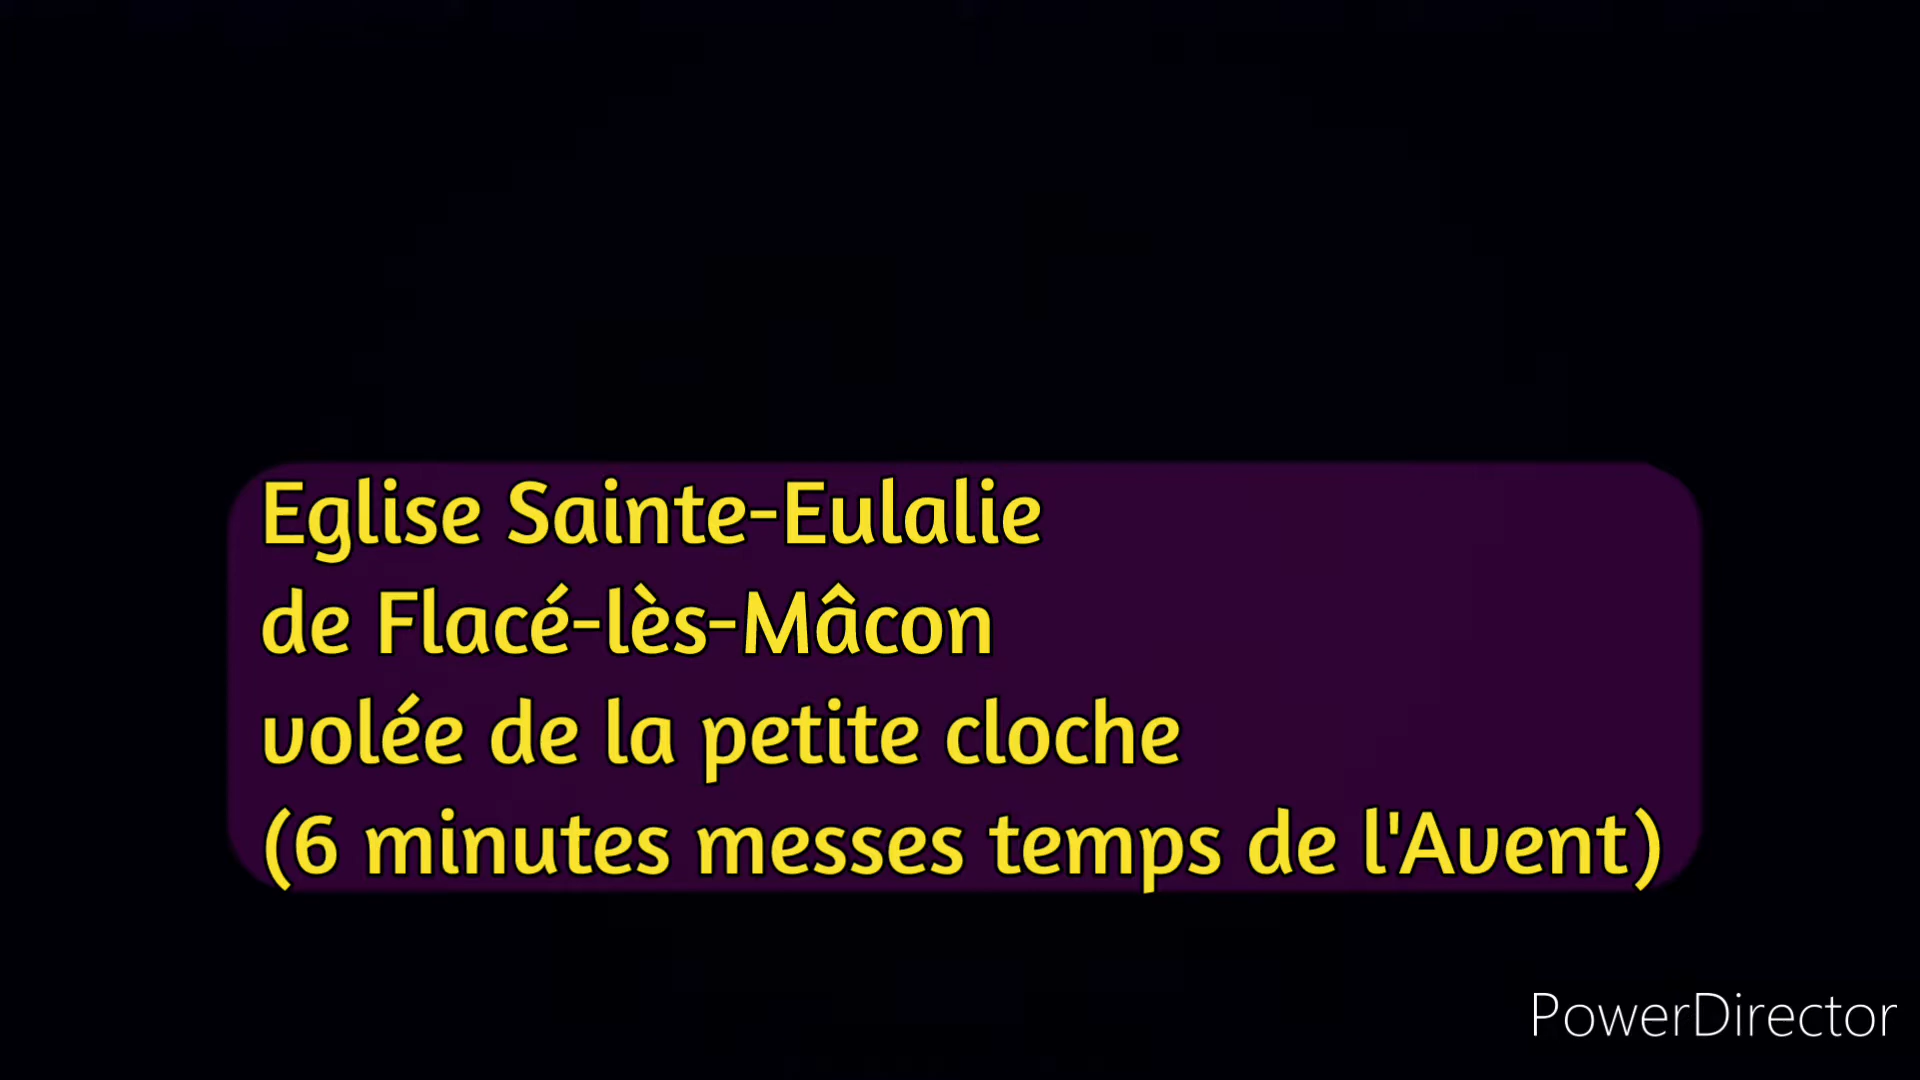 Eglise Sainte-Eulalie
de Flacé-lès-Mâcon
volée de la petite cloche
(6 minutes messes temps de l'Avent)
PowerDirector